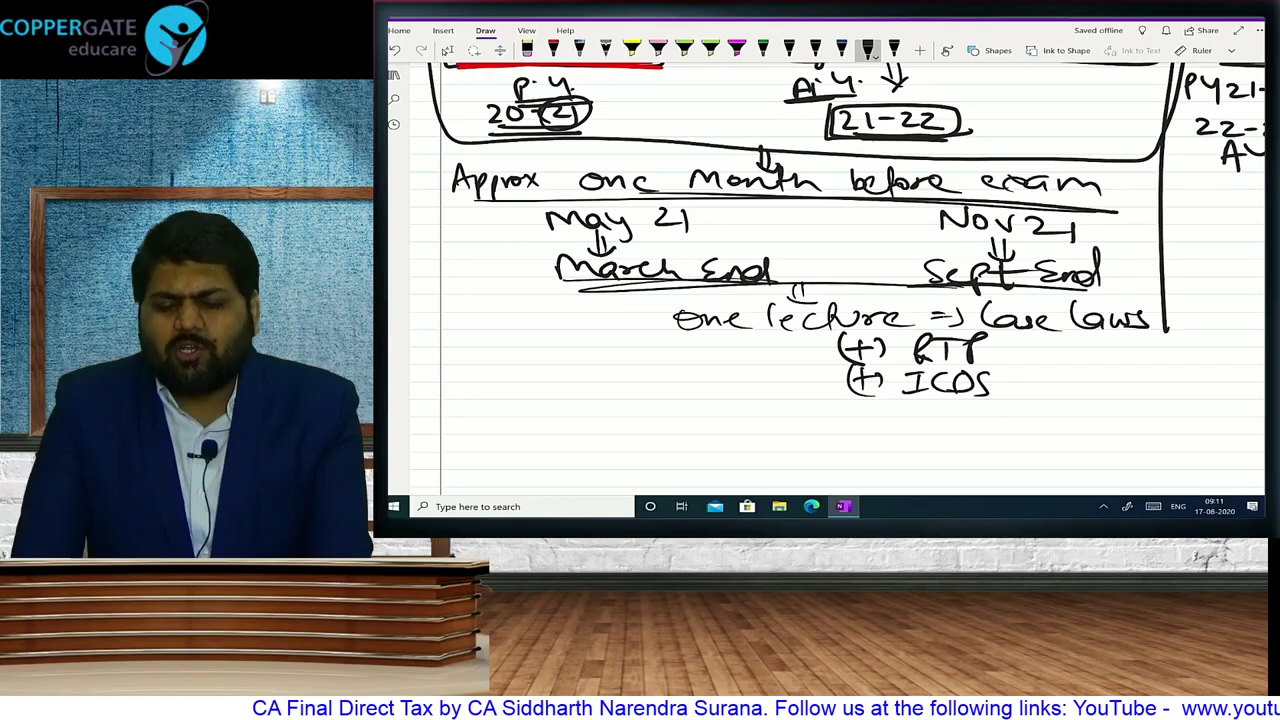 COPPERGATE
educare
Home Insert Draw View Help
Saved offline
Share
Shapes
Ink to Shape
Ink to Text
Ruler
P.Y.
20-21
A.Y.
21-22
PY21-
22-
AY
Approx one Month before exam
May 21
Nov 21
March End
Sept End
one lecture => Case laws
(+) RTP
(+) ICDS
Type here to search
ENG
09:11
17-08-2020
CA Final Direct Tax by CA Siddharth Narendra Surana. Follow us at the following links: YouTube - www.youtu